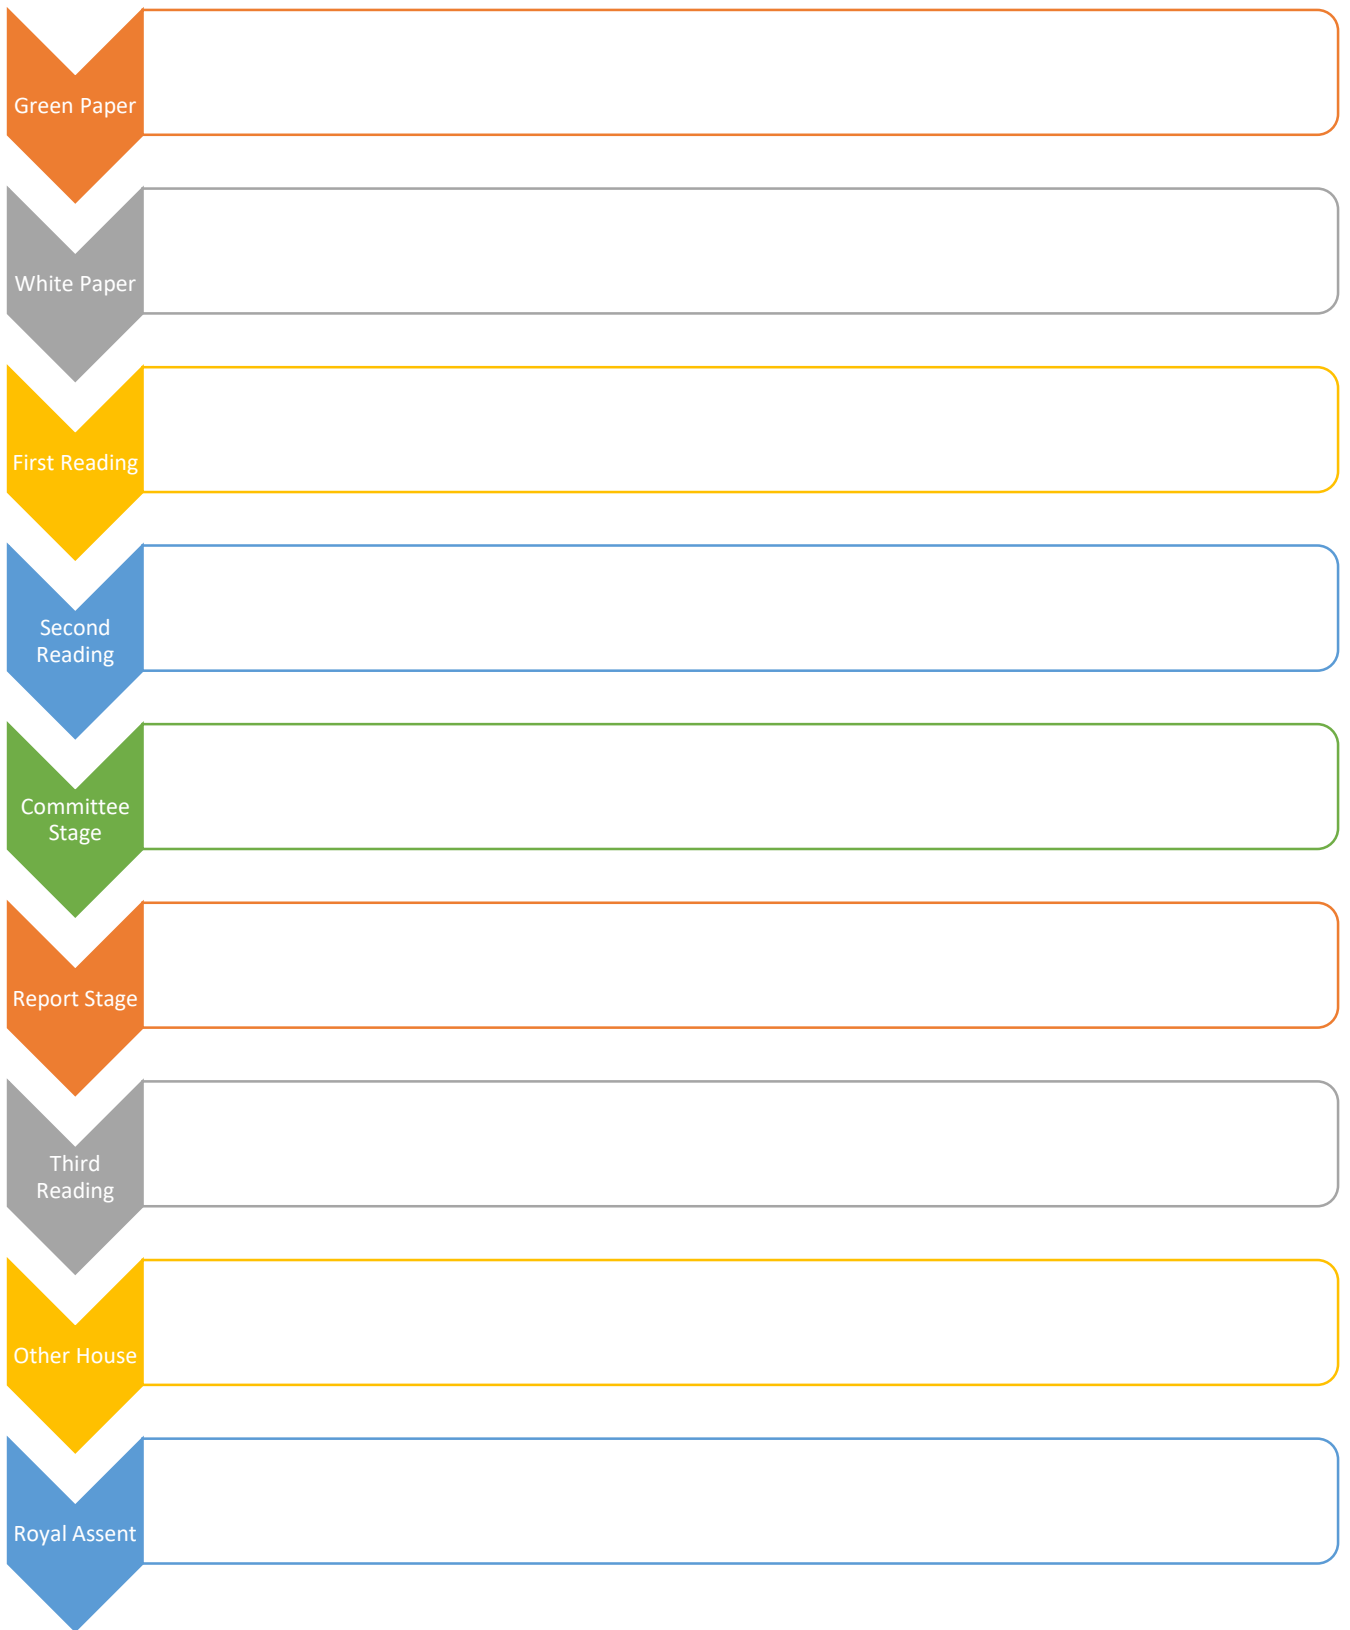 Green Paper
White Paper
First Reading
Second
Reading
Committee
Stage
Report Stage
Third
Reading
Other House
Royal Assent